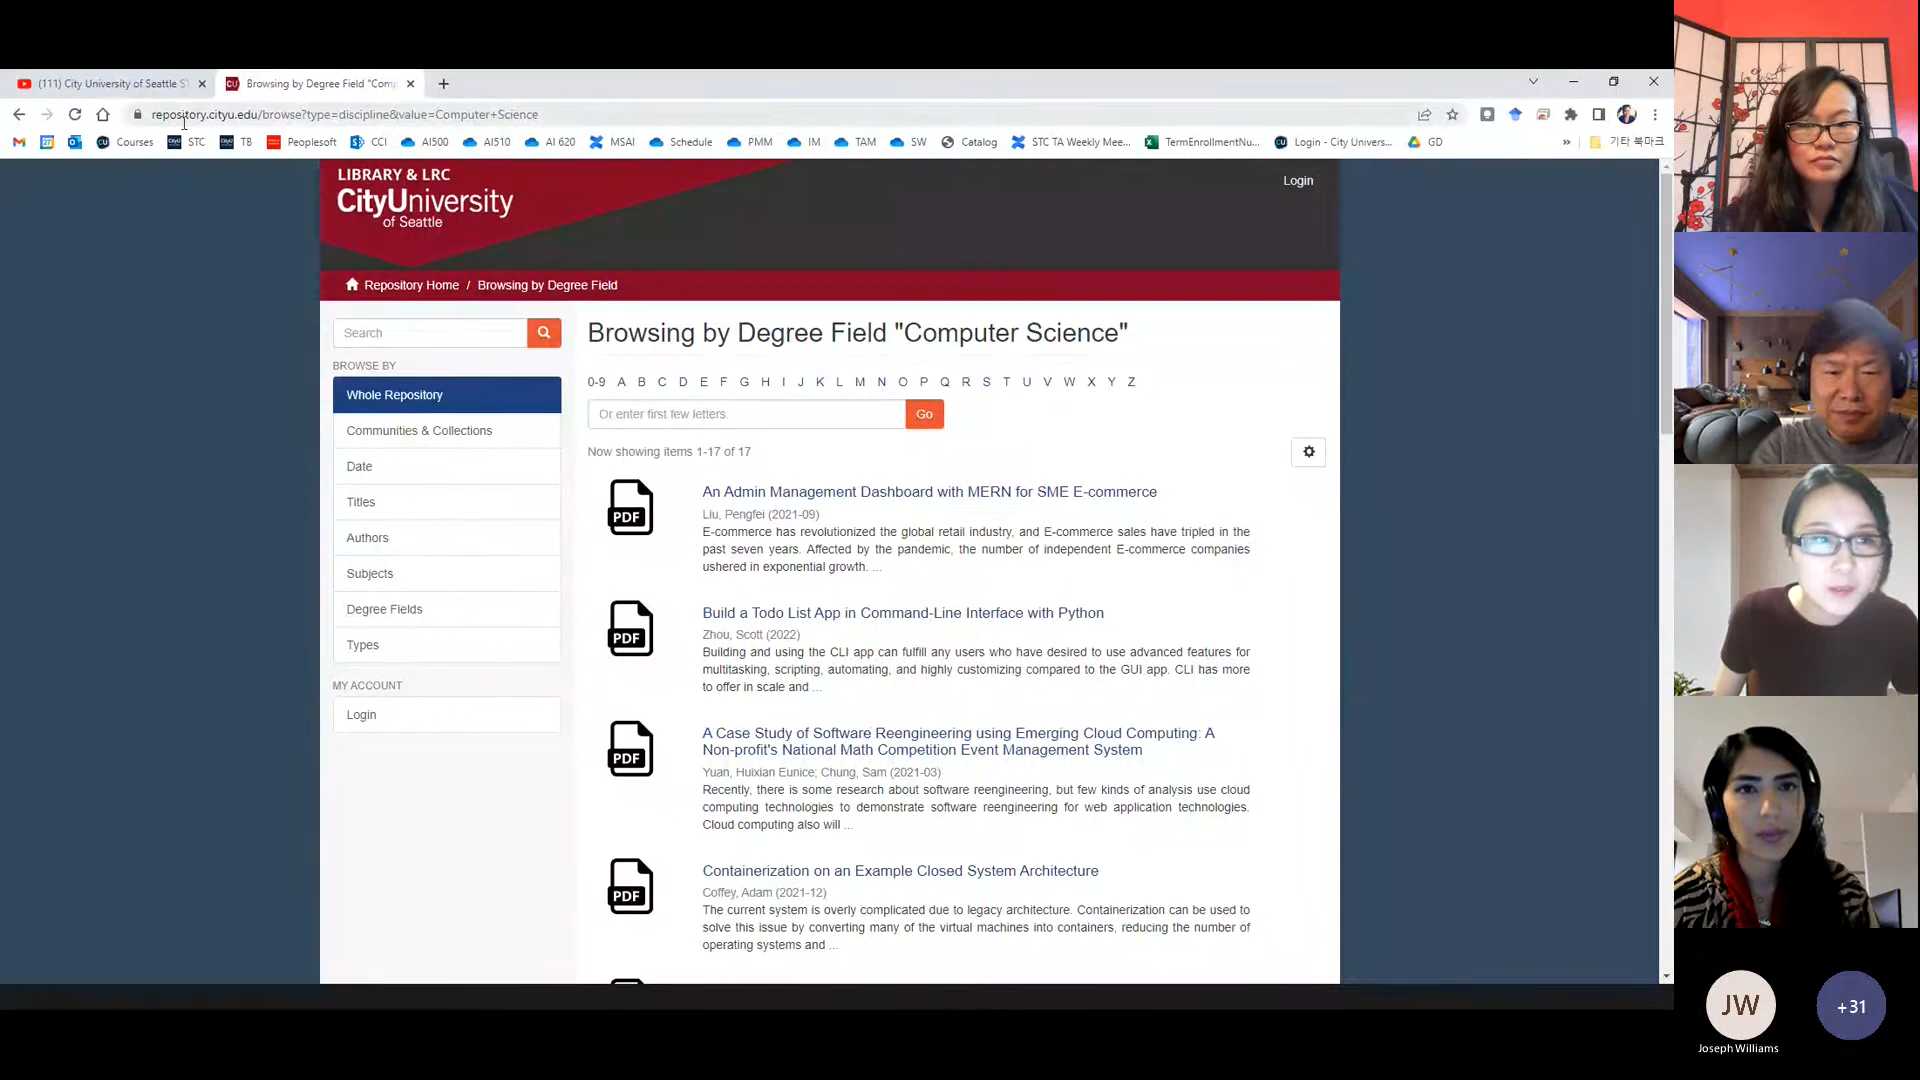 (111) City University of Seattle S
Browsing by Degree Field "Comp
repository.cityu.edu/browse?type=discipline&value=Computer+Science
27
Courses
STC
TB
Peoplesoft
CCI
AI500
AI510
AI 620
MSAI
Schedule
PMM
IM
TAM
SW
Catalog
STC TA Weekly Mee...
TermEnrollmentNu...
Login - City Univers...
GD
»
기타 북마크
LIBRARY & LRC
CityUniversity
of Seattle
Login
Repository Home / Browsing by Degree Field
Search
BROWSE BY
Whole Repository
Communities & Collections
Date
Titles
Authors
Subjects
Degree Fields
Types
MY ACCOUNT
Login
Browsing by Degree Field "Computer Science"
0-9 A B C D E F G H I J K L M N O P Q R S T U V W X Y Z
Or enter first few letters.
Go
Now showing items 1-17 of 17
PDF
An Admin Management Dashboard with MERN for SME E-commerce
Liu, Pengfei (2021-09)
E-commerce has revolutionized the global retail industry, and E-commerce sales have tripled in the
past seven years. Affected by the pandemic, the number of independent E-commerce companies
ushered in exponential growth. ...
PDF
Build a Todo List App in Command-Line Interface with Python
Zhou, Scott (2022)
Building and using the CLI app can fulfill any users who have desired to use advanced features for
multitasking, scripting, automating, and highly customizing compared to the GUI app. CLI has more
to offer in scale and ...
PDF
A Case Study of Software Reengineering using Emerging Cloud Computing: A
Non-profit's National Math Competition Event Management System
Yuan, Huixian Eunice; Chung, Sam (2021-03)
Recently, there is some research about software reengineering, but few kinds of analysis use cloud
computing technologies to demonstrate software reengineering for web application technologies.
Cloud computing also will ...
PDF
Containerization on an Example Closed System Architecture
Coffey, Adam (2021-12)
The current system is overly complicated due to legacy architecture. Containerization can be used to
solve this issue by converting many of the virtual machines into containers, reducing the number of
operating systems and ...
JW
Joseph Williams
+31